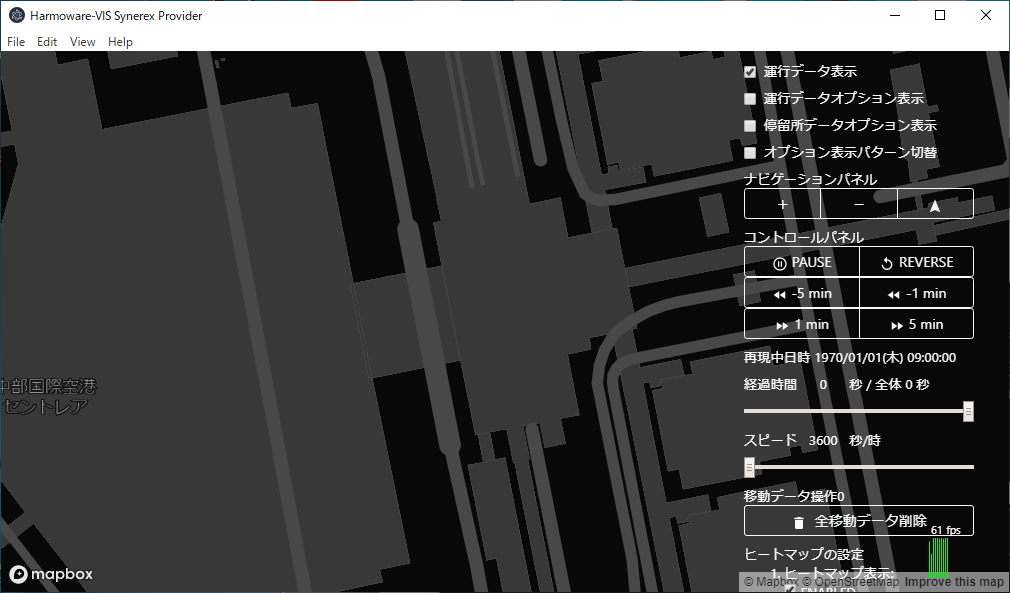 Harmoware-VIS Synerex Provider
File Edit View Help
運行データ表示
運行データオプション表示
停留所データオプション表示
オプション表示パターン切替
ナビゲーションパネル
+ −
コントロールパネル
PAUSE REVERSE
-5 min -1 min
1 min 5 min
再現中日時 1970/01/01(木) 09:00:00
経過時間 0 秒 / 全体 0 秒
中部国際空港
セントレア
スピード 3600 秒/時
移動データ操作0
全移動データ削除
61 fps
ヒートマップの設定
1. ヒートマップ表示:
ENABLED
mapbox
© Mapbox © OpenStreetMap Improve this map